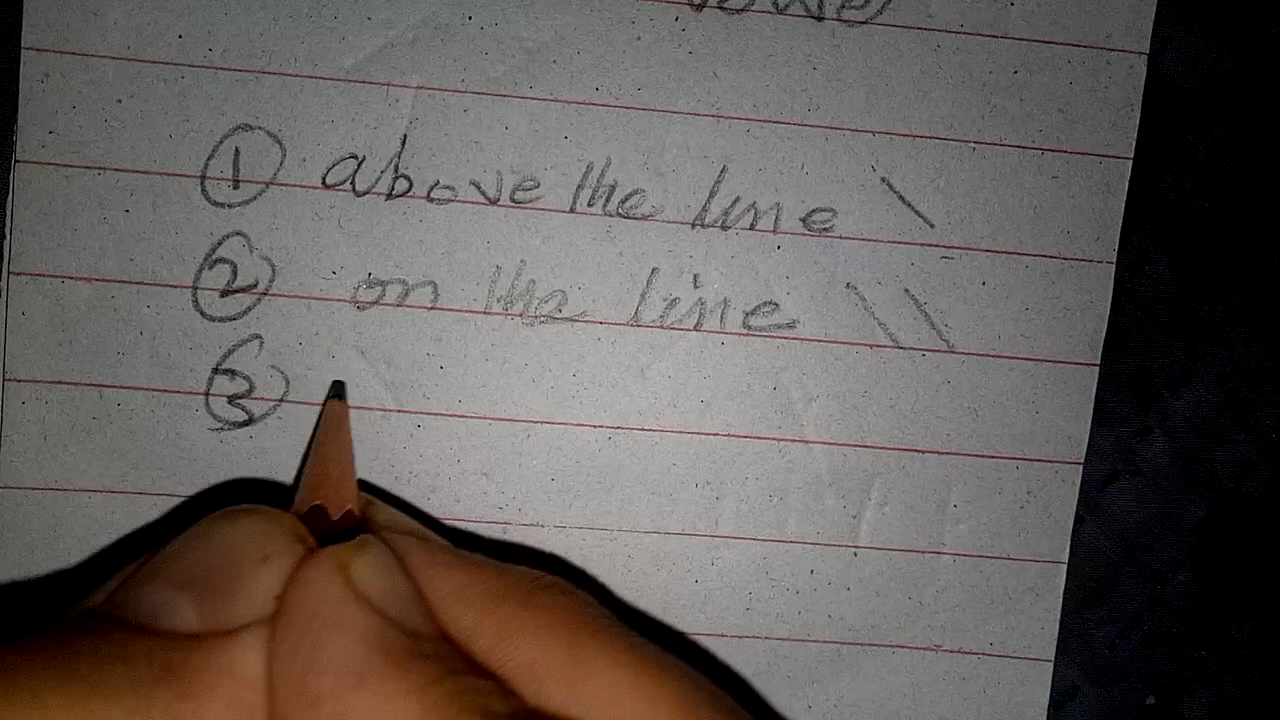 ① above the line \
② on the line \\
③